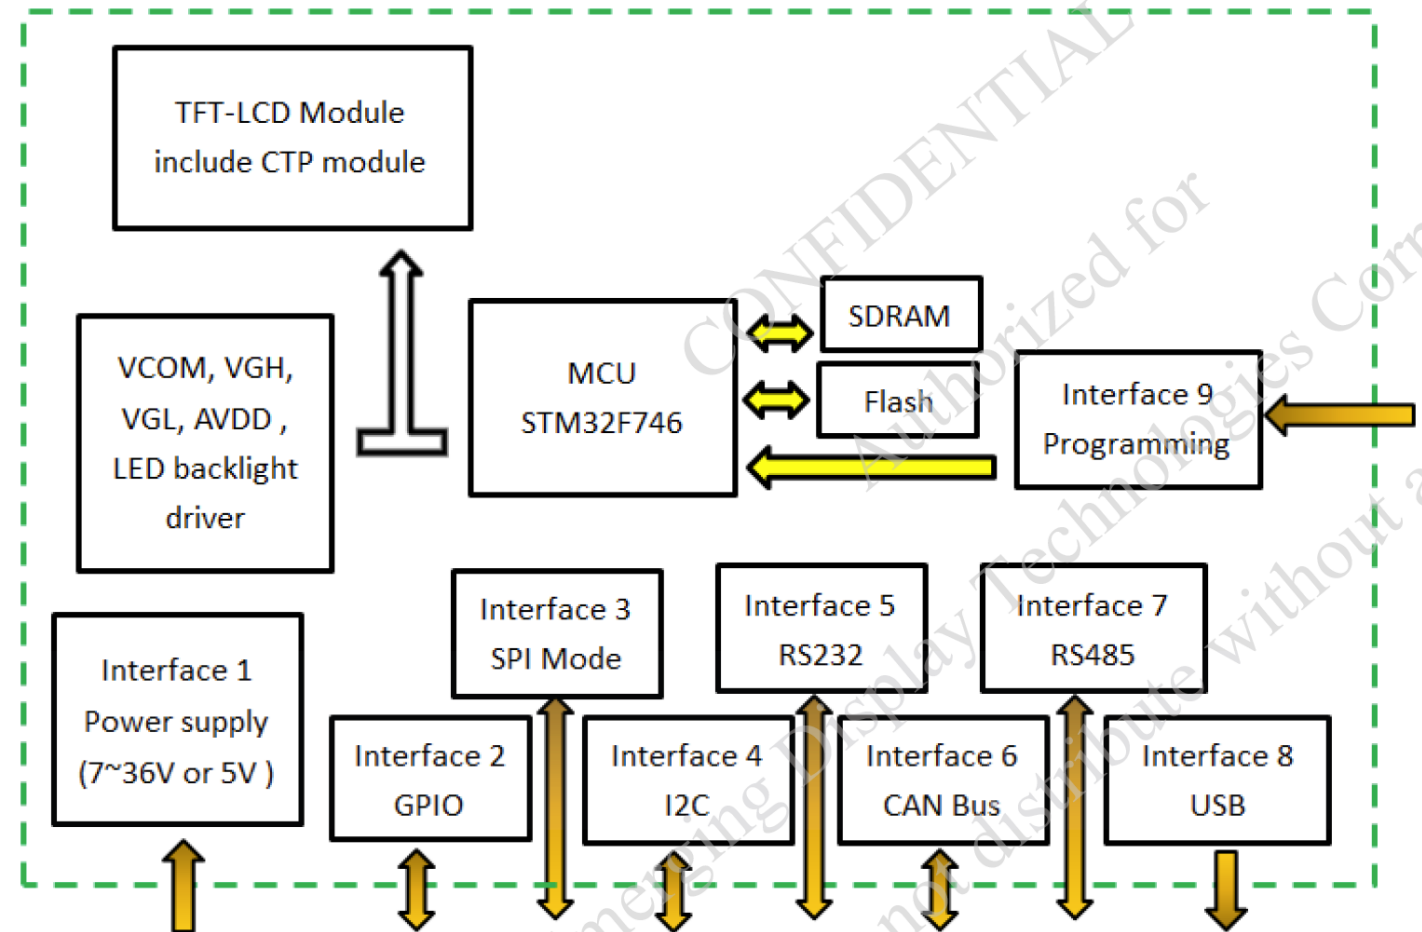 TFT-LCD Module
include CTP module
VCOM, VGH,
VGL, AVDD ,
LED backlight
driver
MCU
STM32F746
SDRAM
Flash
Interface 9
Programming
Interface 1
Power supply
(7~36V or 5V )
Interface 2
GPIO
Interface 3
SPI Mode
Interface 4
I2C
Interface 5
RS232
Interface 6
CAN Bus
Interface 7
RS485
Interface 8
USB
CONFIDENTIAL
Authorized for
Display Technologies
not distribute without